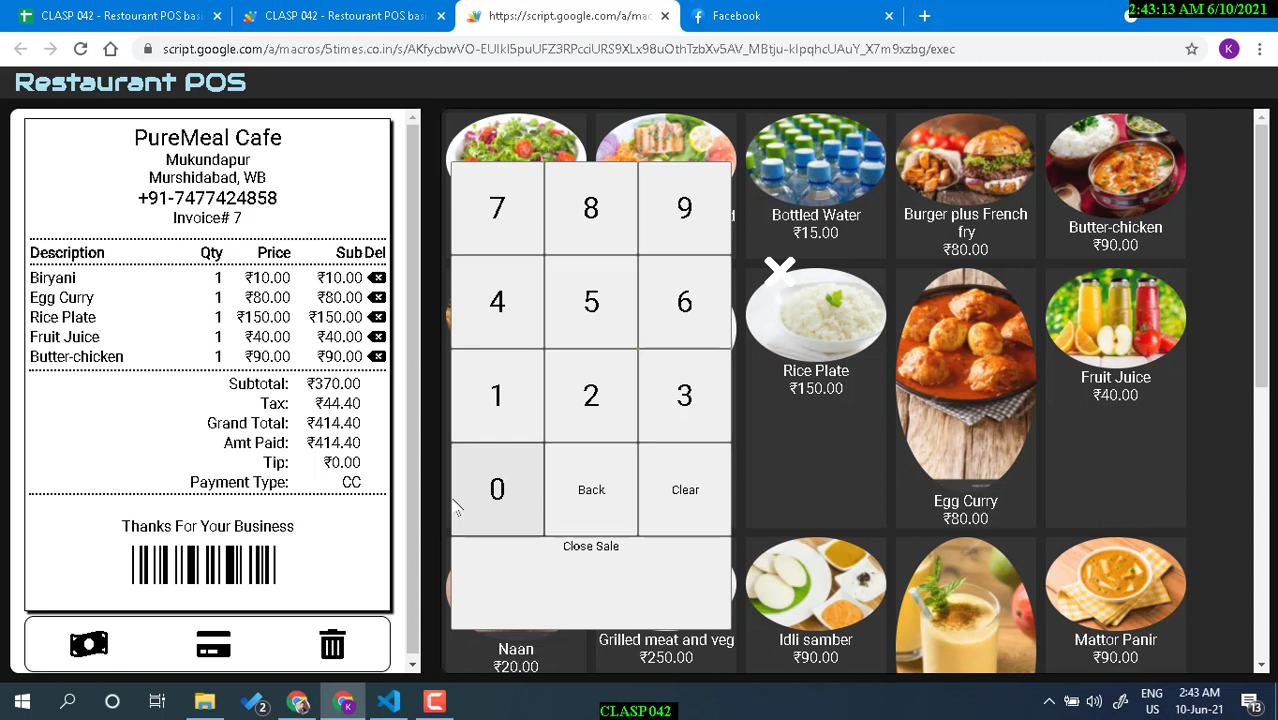 2:43:13 AM 6/10/2021
CLASP 042 - Restourant POS basi
CLASP 042 - Restourant POS basi
https://script.google.com/a/mac
Facebook
script.google.com/a/macros/5times.co.in/s/AKfycbwVO-EUIkI5puUFZ3RPcciURS9XLx98uOthTzbXv5AV_MBtju-kIpqhcUAuY_X7m9xzbg/exec
K
Restaurant POS
PureMeal Cafe
Mukundapur
Murshidabad, WB
+91-7477424858
Invoice# 7
Description Qty Price Sub Del
Biryani 1 ₹10.00 ₹10.00
Egg Curry 1 ₹80.00 ₹80.00
Rice Plate 1 ₹150.00 ₹150.00
Fruit Juice 1 ₹40.00 ₹40.00
Butter-chicken 1 ₹90.00 ₹90.00
Subtotal: ₹370.00
Tax: ₹44.40
Grand Total: ₹414.40
Amt Paid: ₹414.40
Tip: ₹0.00
Payment Type: CC
Thanks For Your Business
7 8 9
4 5 6
1 2 3
0 Back Clear
Close Sale
d
Bottled Water
₹15.00
Burger plus French
fry
₹80.00
Butter-chicken
₹90.00
Rice Plate
₹150.00
Egg Curry
₹80.00
Fruit Juice
₹40.00
Naan
₹20.00
Grilled meat and veg
₹250.00
Idli samber
₹90.00
Mattor Panir
₹90.00
2
K
ENG
US
2:43 AM
10-Jun-21
13
CLASP 042